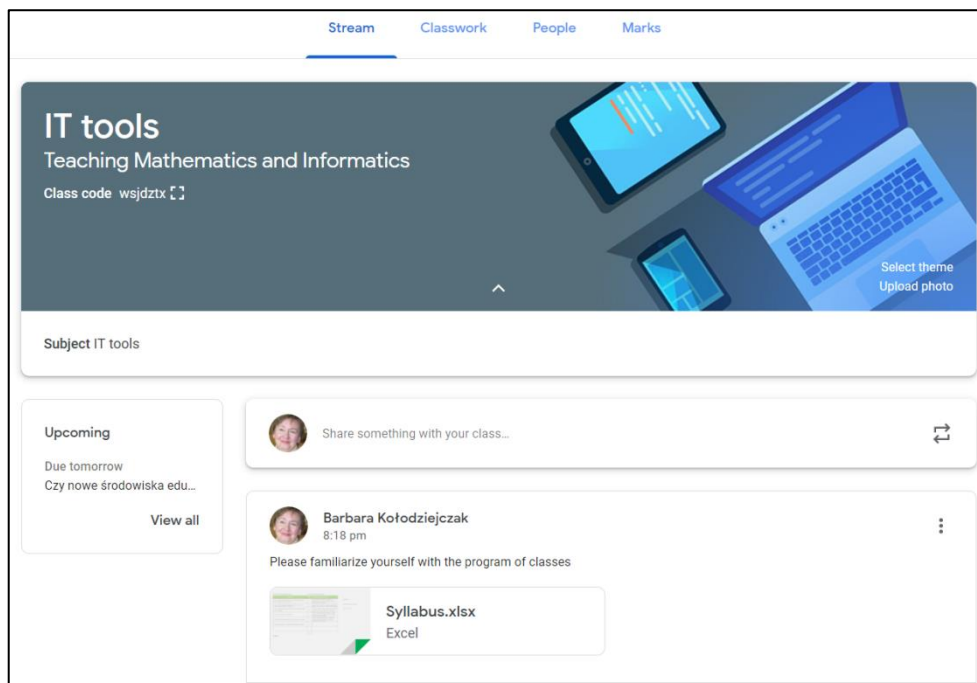 Stream Classwork People Marks
IT tools
Teaching Mathematics and Informatics
Class code wsjdztx
Select theme
Upload photo
Subject IT tools
Upcoming
Due tomorrow
Czy nowe środowiska edu...
View all
Share something with your class...
Barbara Kołodziejczak
8:18 pm
Please familiarize yourself with the program of classes
Syllabus.xlsx
Excel